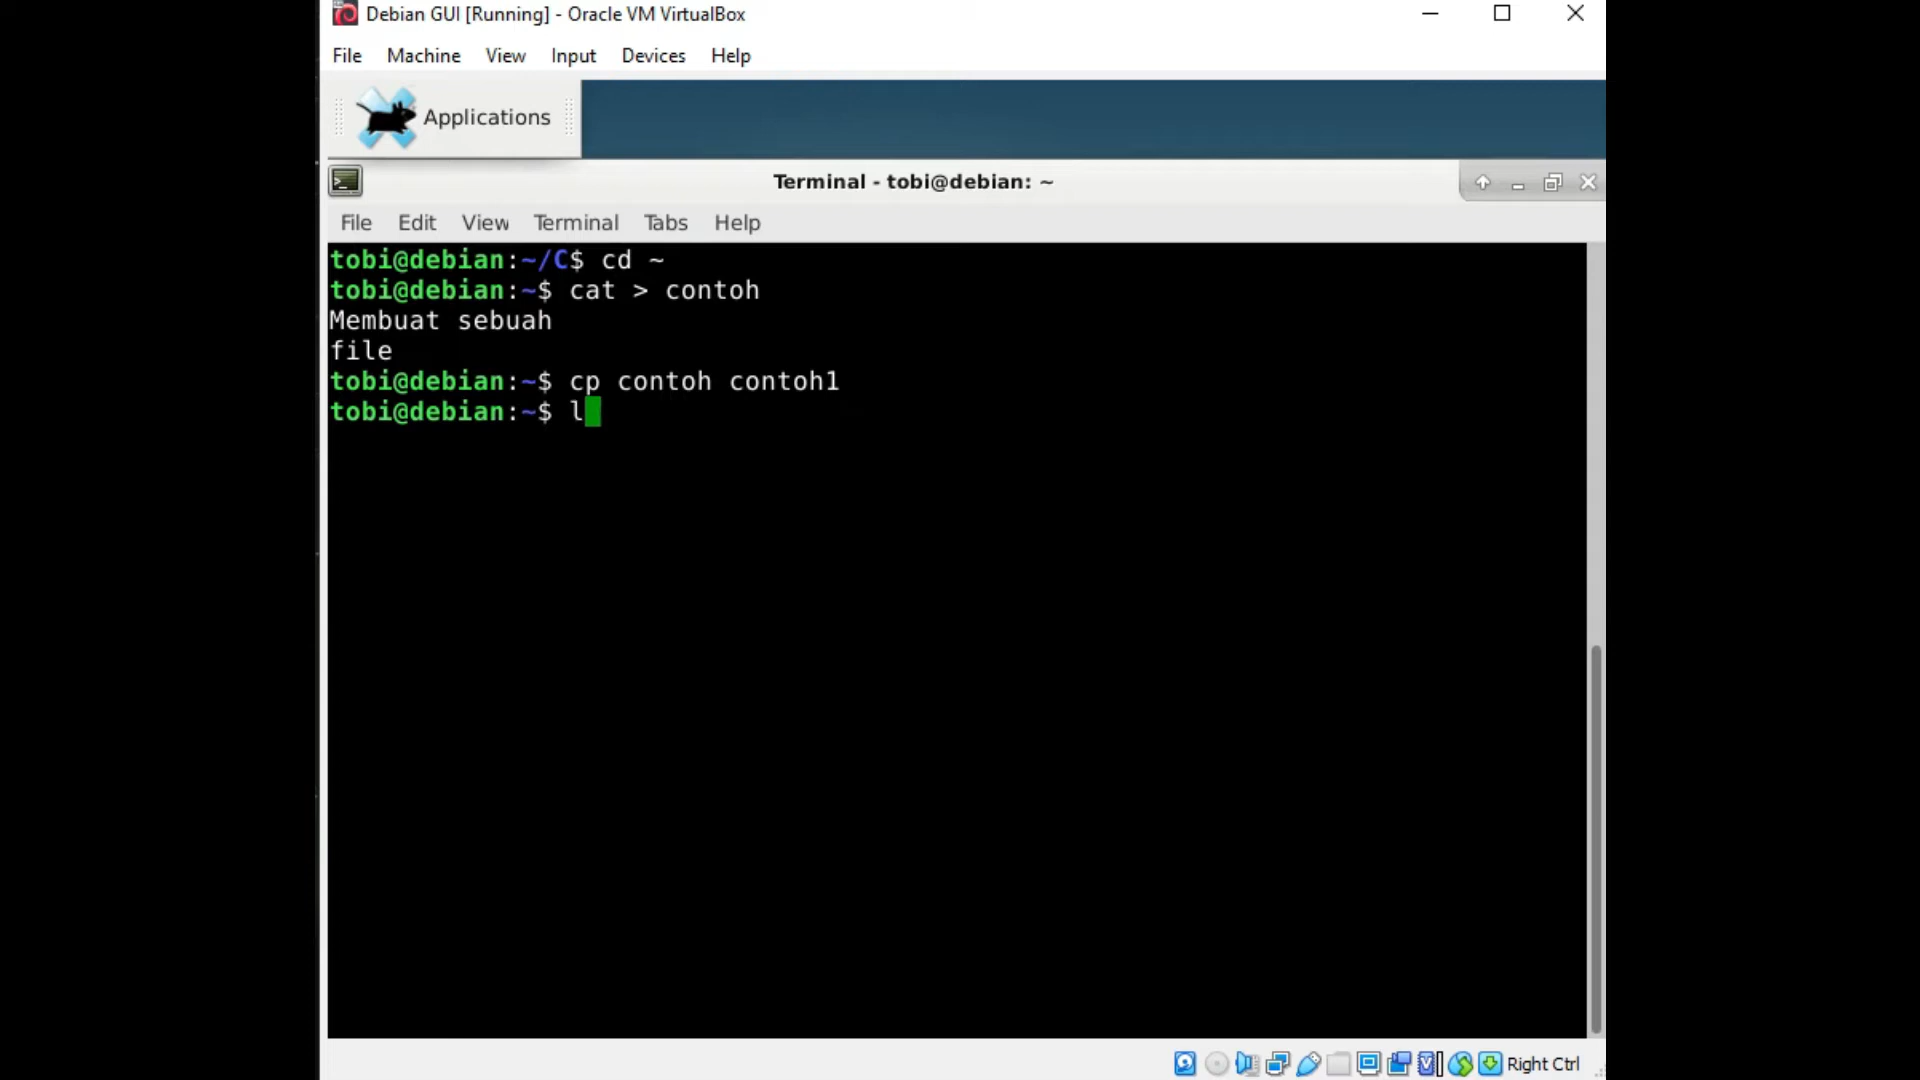 Debian GUI [Running] - Oracle VM VirtualBox
File Machine View Input Devices Help
Applications
Terminal - tobi@debian: ~
File Edit View Terminal Tabs Help
tobi@debian:~/C$ cd ~
tobi@debian:~$ cat > contoh
Membuat sebuah
file
tobi@debian:~$ cp contoh contoh1
tobi@debian:~$ l
Right Ctrl